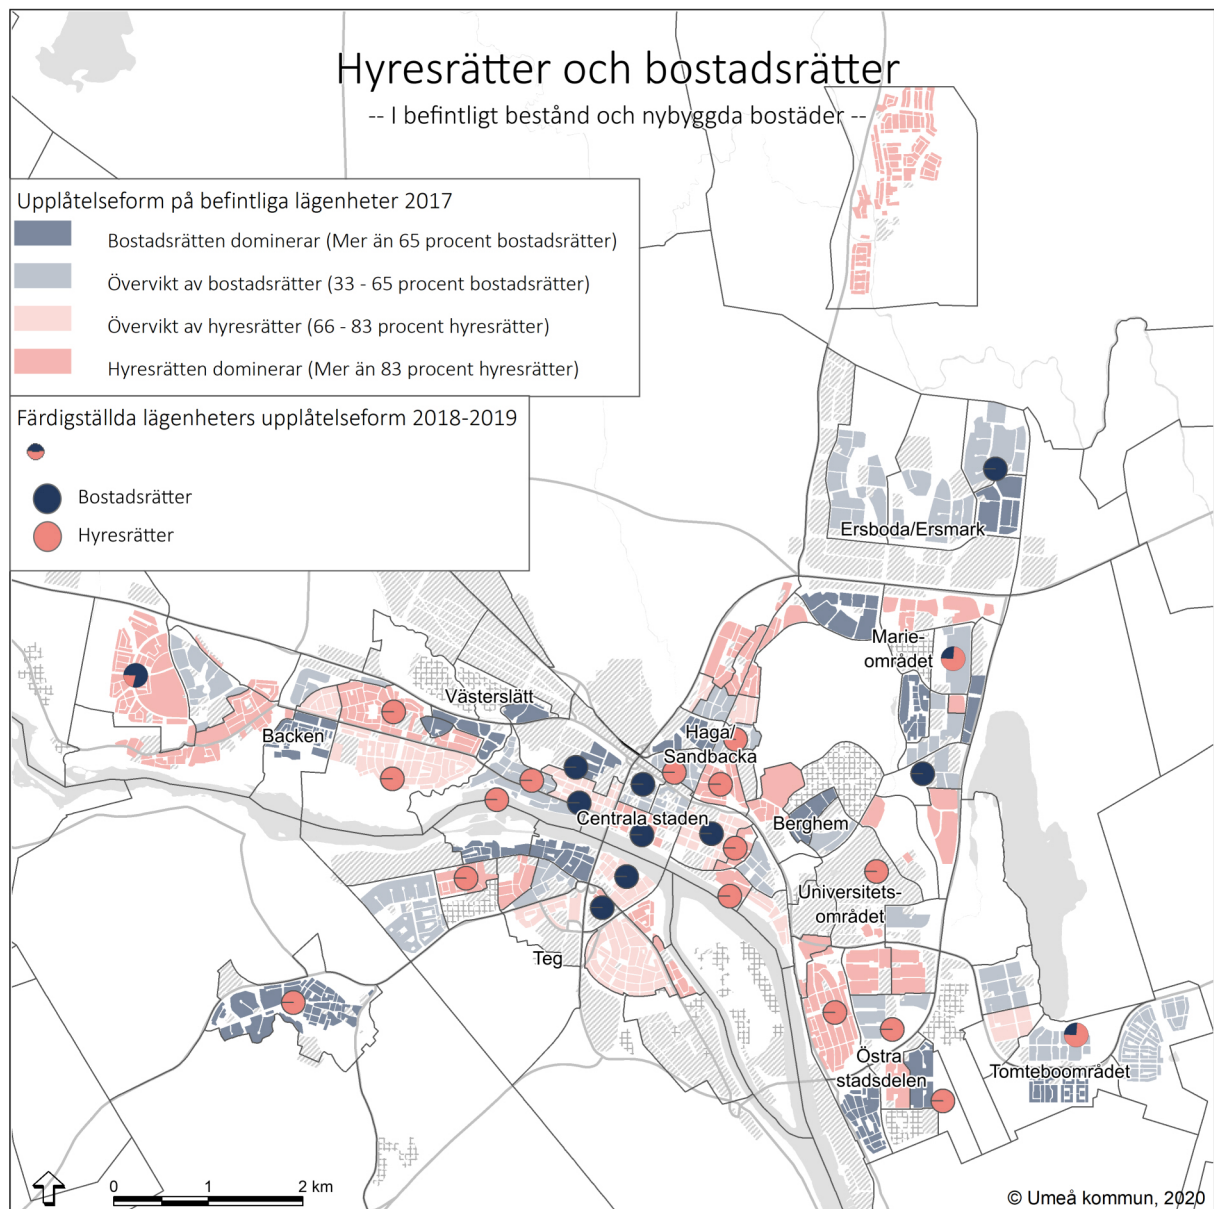 Hyresrätter och bostadsrätter
-- I befintligt bestånd och nybyggda bostäder --
Upplåtelseform på befintliga lägenheter 2017
Bostadsrätten dominerar (Mer än 65 procent bostadsrätter)
Övervikt av bostadsrätter (33 - 65 procent bostadsrätter)
Övervikt av hyresrätter (66 - 83 procent hyresrätter)
Hyresrätten dominerar (Mer än 83 procent hyresrätter)
Färdigställda lägenheters upplåtelseform 2018-2019
Bostadsrätter
Hyresrätter
Ersboda/Ersmark
Marie-
området
Västerslätt
Backen
Haga/
Sandbacka
Centrala staden
Berghem
Universitets-
området
Teg
Östra
stadsdelen
Tomteboområdet
0 1 2 km
© Umeå kommun, 2020